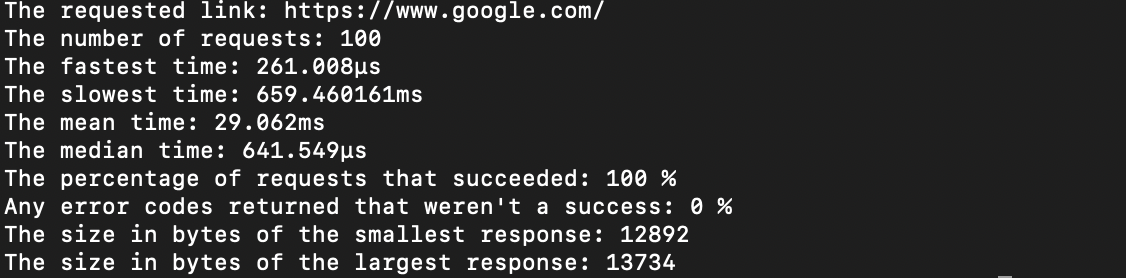 The requested link: https://www.google.com/
The number of requests: 100
The fastest time: 261.008µs
The slowest time: 659.460161ms
The mean time: 29.062ms
The median time: 641.549µs
The percentage of requests that succeeded: 100 %
Any error codes returned that weren't a success: 0 %
The size in bytes of the smallest response: 12892
The size in bytes of the largest response: 13734